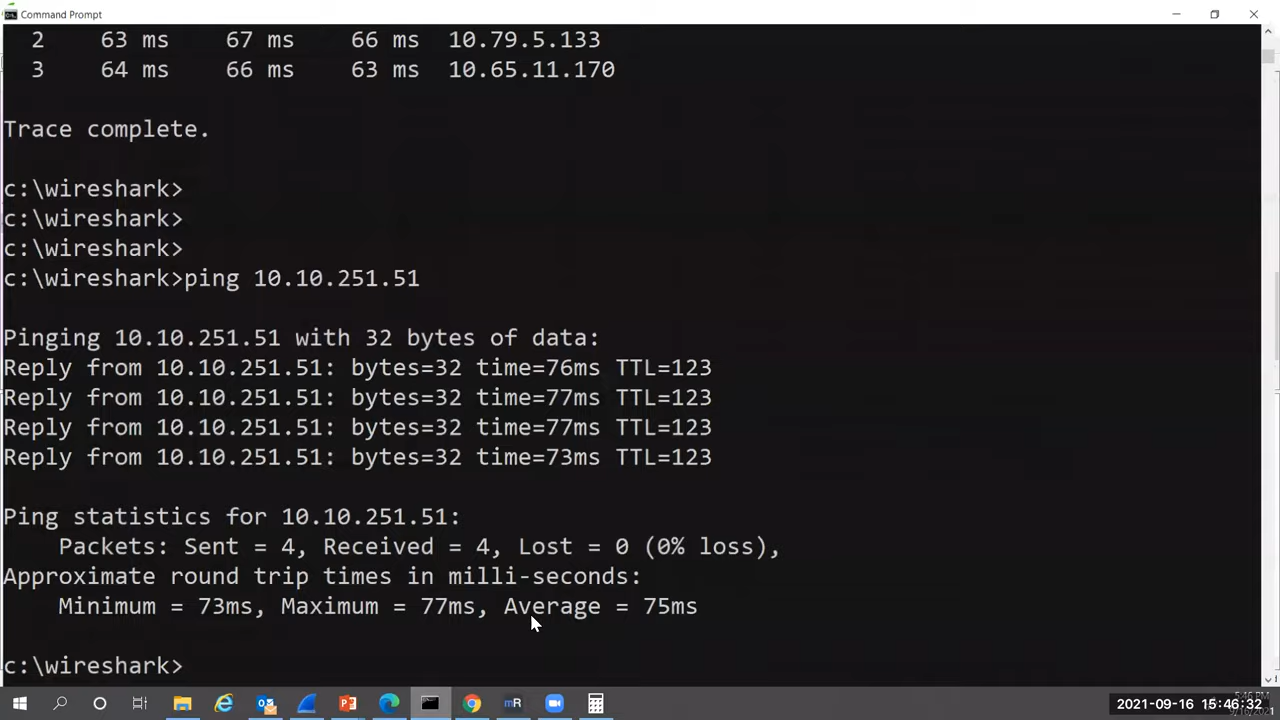 Command Prompt
2 63 ms 67 ms 66 ms 10.79.5.133
3 64 ms 66 ms 63 ms 10.65.11.170
Trace complete.
c:\wireshark>
c:\wireshark>
c:\wireshark>
c:\wireshark>ping 10.10.251.51
Pinging 10.10.251.51 with 32 bytes of data:
Reply from 10.10.251.51: bytes=32 time=76ms TTL=123
Reply from 10.10.251.51: bytes=32 time=77ms TTL=123
Reply from 10.10.251.51: bytes=32 time=77ms TTL=123
Reply from 10.10.251.51: bytes=32 time=73ms TTL=123
Ping statistics for 10.10.251.51:
Packets: Sent = 4, Received = 4, Lost = 0 (0% loss),
Approximate round trip times in milli-seconds:
Minimum = 73ms, Maximum = 77ms, Average = 75ms
c:\wireshark>
mR
2021-09-16 15:46:32